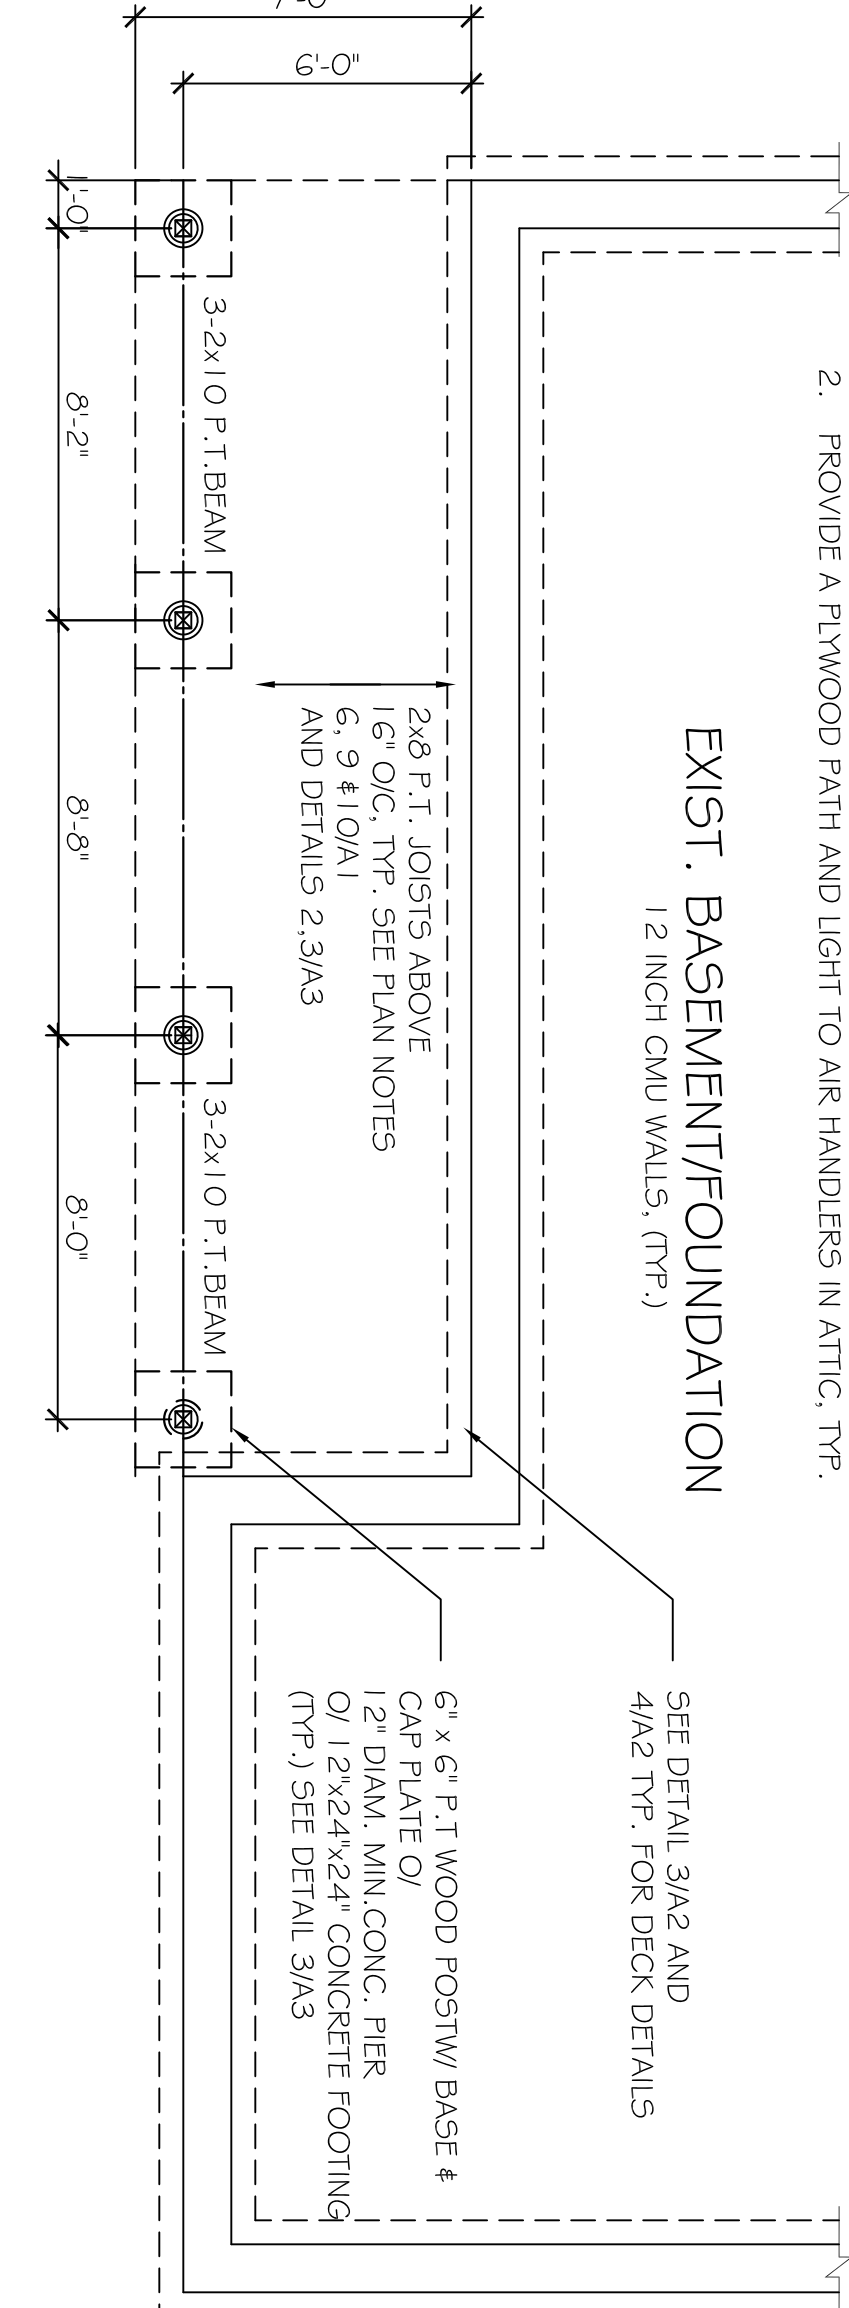 2. PROVIDE A PLYWOOD PATH AND LIGHT TO AIR HANDLERS IN ATTIC, TYP.
EXIST. BASEMENT/FOUNDATION
12 INCH CMU WALLS, (TYP.)
SEE DETAIL 3/A2 AND
4/A2 TYP. FOR DECK DETAILS
2x8 P.T. JOISTS ABOVE
16" O/C, TYP. SEE PLAN NOTES
6, 9 & 10/A1
AND DETAILS 2,3/A3
6" x 6" P.T WOOD POSTW/ BASE &
CAP PLATE O/
12" DIAM. MIN.CONC. PIER
O/ 12"x24"x24" CONCRETE FOOTING
(TYP.) SEE DETAIL 3/A3
3-2x10 P.T.BEAM
3-2x10 P.T.BEAM
6'-0"
1'-0"
8'-2"
8'-8"
8'-0"